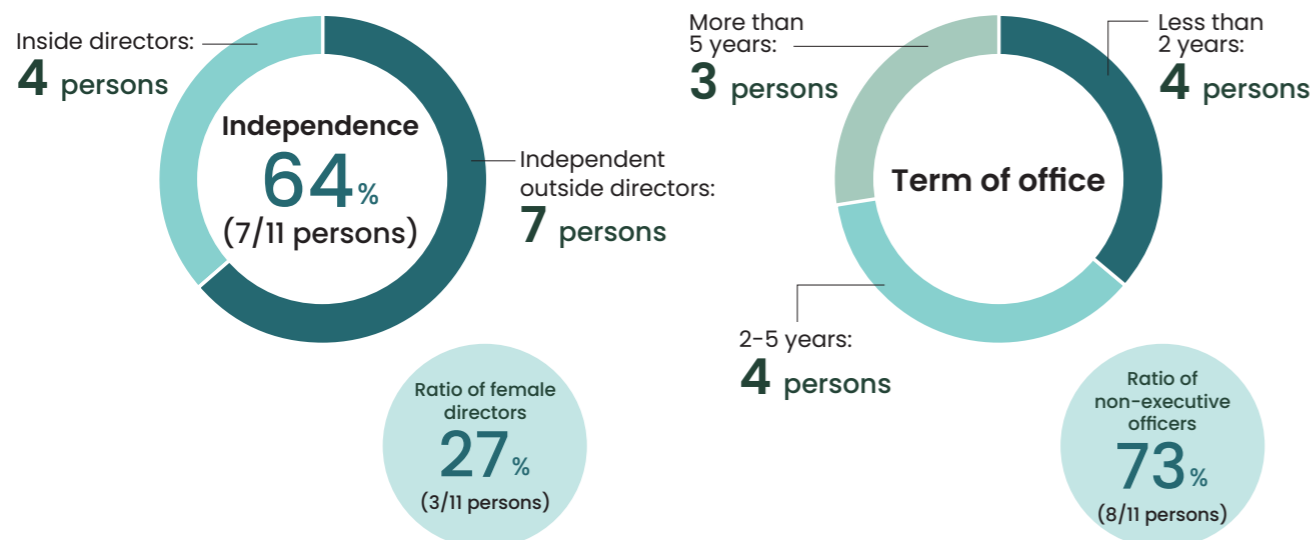 Inside directors:
4 persons
Independence
64%
(7/11 persons)
Independent
outside directors:
7 persons
Ratio of female
directors
27%
(3/11 persons)
More than
5 years:
3 persons
Less than
2 years:
4 persons
Term of office
2-5 years:
4 persons
Ratio of
non-executive
officers
73%
(8/11 persons)